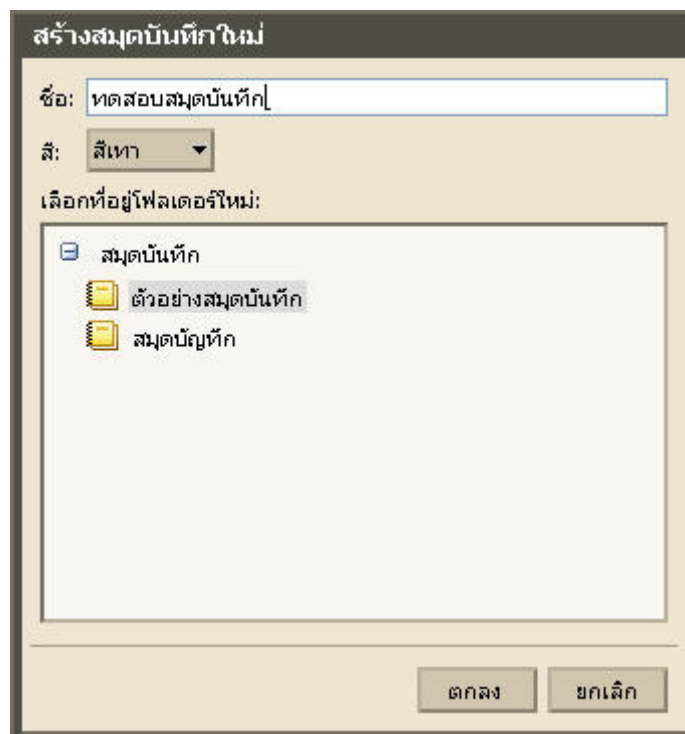 สร้างสมุดบันทึกใหม่
ชื่อ: ทดสอบสมุดบันทึก
สี: สีเทา
เลือกที่อยู่โฟลเดอร์ใหม่:
สมุดบันทึก
ตัวอย่างสมุดบันทึก
สมุดบัญทึก
ตกลง ยกเลิก